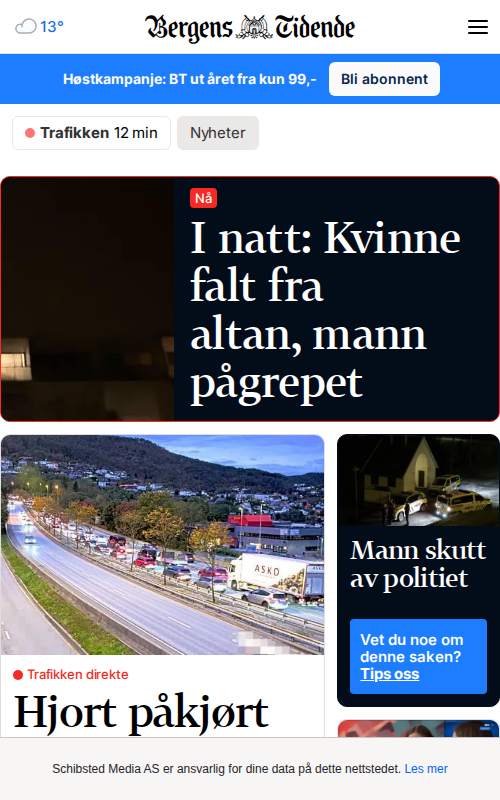 13°
Bergens Tidende
Høstkampanje: BT ut året fra kun 99,-
Bli abonnent
Trafikken 12 min
Nyheter
Nå
I natt: Kvinne
falt fra
altan, mann
pågrepet
ASKO
Mann skutt
av politiet
Vet du noe om
denne saken?
Tips oss
Trafikken direkte
Hjort påkjørt
Schibsted Media AS er ansvarlig for dine data på dette nettstedet. Les mer